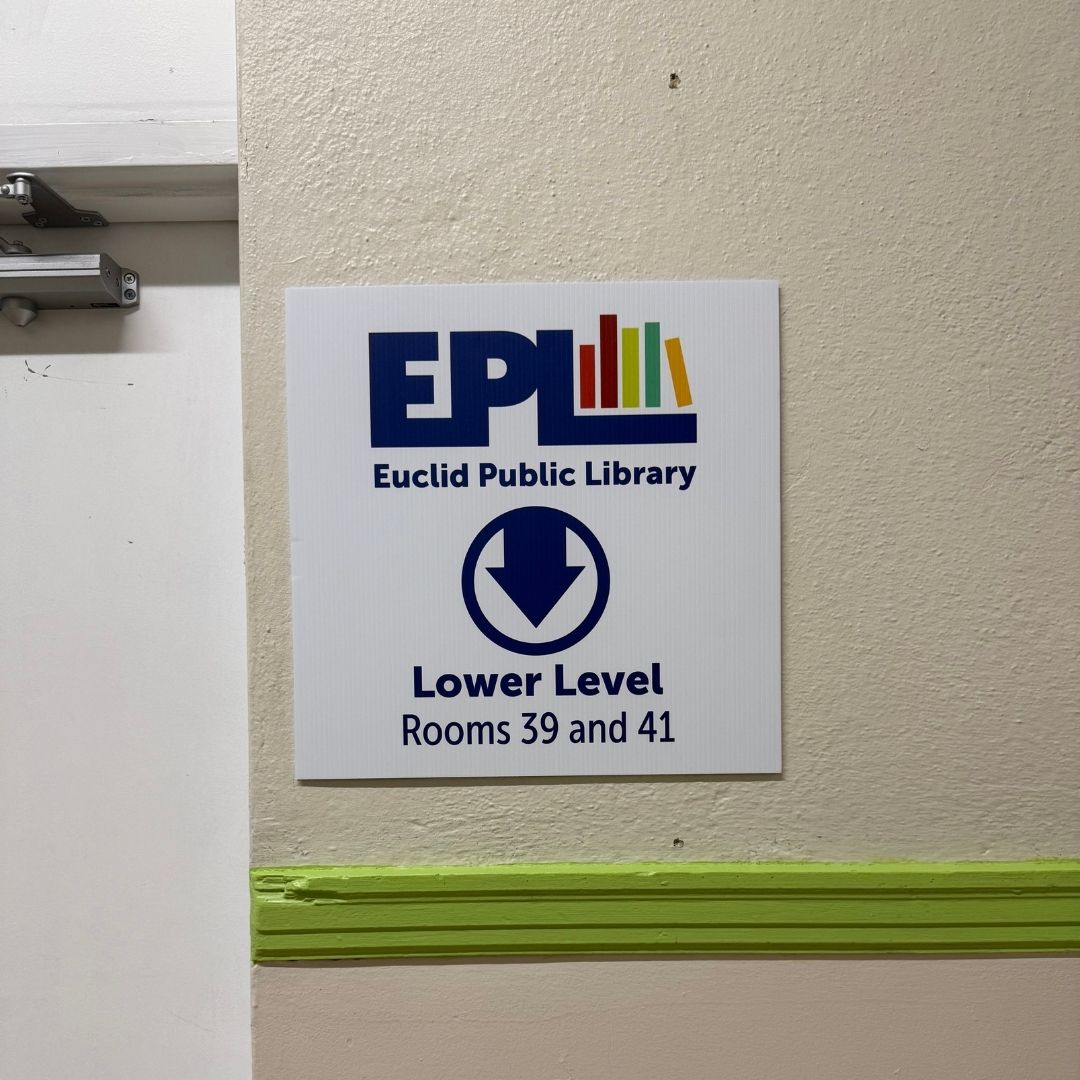 EPL
Euclid Public Library
Lower Level
Rooms 39 and 41